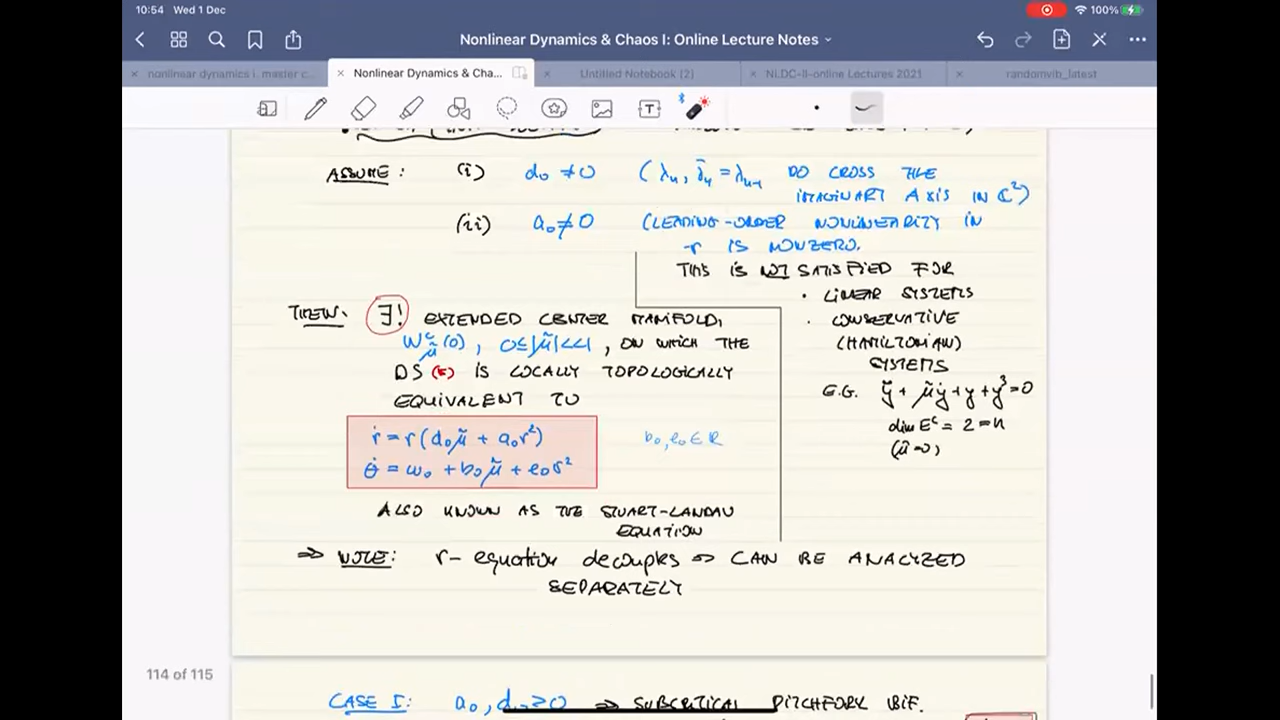 10:54 Wed 1 Dec
100%
Nonlinear Dynamics & Chaos I: Online Lecture Notes
nonlinear dynamics i. master c...
Nonlinear Dynamics & Cha...
Untitled Notebook (2)
NLDC-II-online Lectures 2021
randomvib_latest
ASSUME: (i) d₀ ≠ 0 (λ₄, λ̄₄ = λ₄₋₁ DO CROSS THE
IMAGINARY AXIS IN ℂ²)
(ii) a₀ ≠ 0 (LEADING-ORDER NONLINEARITY IN
r IS NONZERO.
THIS IS NOT SATISFIED FOR
• LINEAR SYSTEMS
• CONSERVATIVE
(HAMILTONIAN)
SYSTEMS
E.G. ÿ + μ̃ẏ + y + y³ = 0
dim Eᶜ = 2 = n
(μ̃ = 0)
THEN: ∃! EXTENDED CENTER MANIFOLD,
Wᶜμ̃(0), 0≤|μ̃|<<1, ON WHICH THE
DS (*) IS LOCALLY TOPOLOGICALLY
EQUIVALENT TO
ṙ = r(d₀μ̃ + a₀r²)
θ̇ = ω₀ + b₀μ̃ + e₀r²
b₀, e₀ ∈ ℝ
ALSO KNOWN AS THE STUART-LANDAU
EQUATION
⇒ NOTE: r- equation decouples ⇒ CAN BE ANALYZED
SEPARATELY
114 of 115
CASE I: a₀, d₀ > 0 ⇒ SUBCRITICAL PITCHFORK BIF.